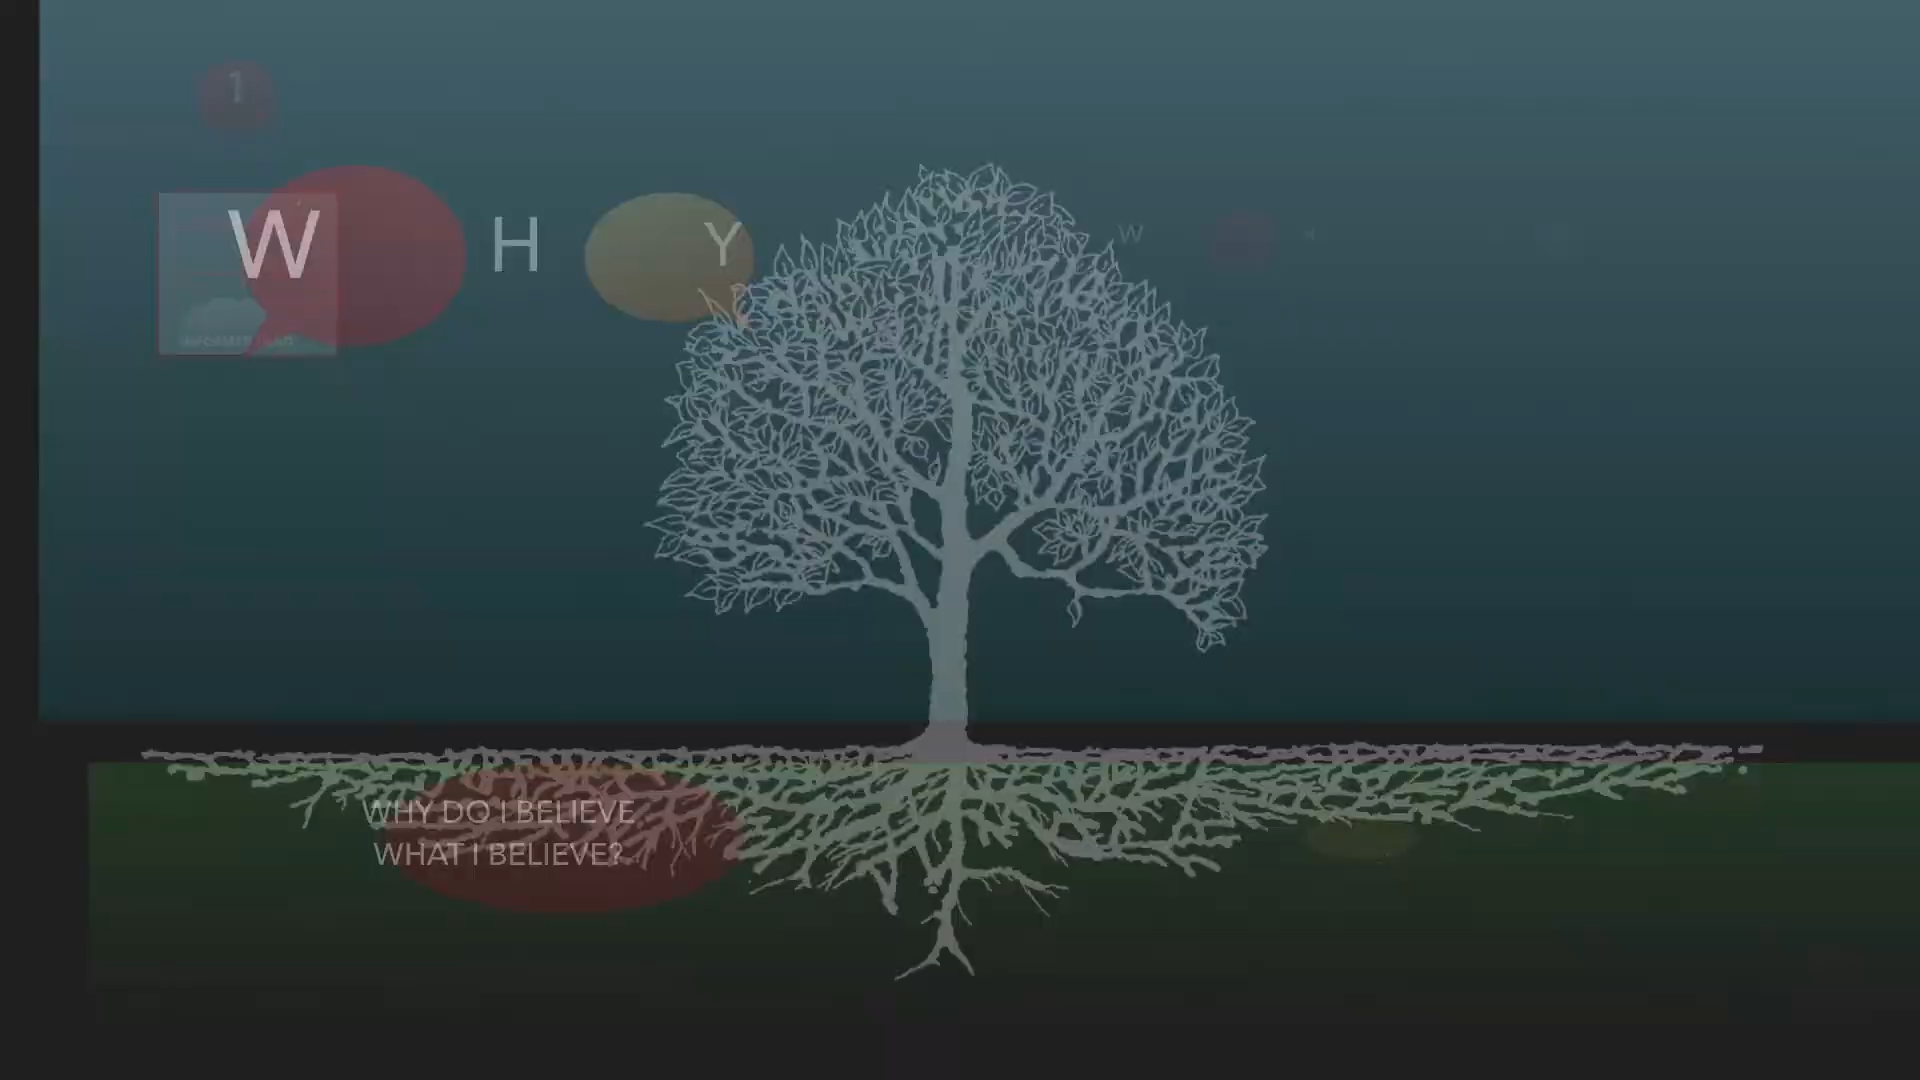 1
W H Y
W
WHY DO I BELIEVE
WHAT I BELIEVE?